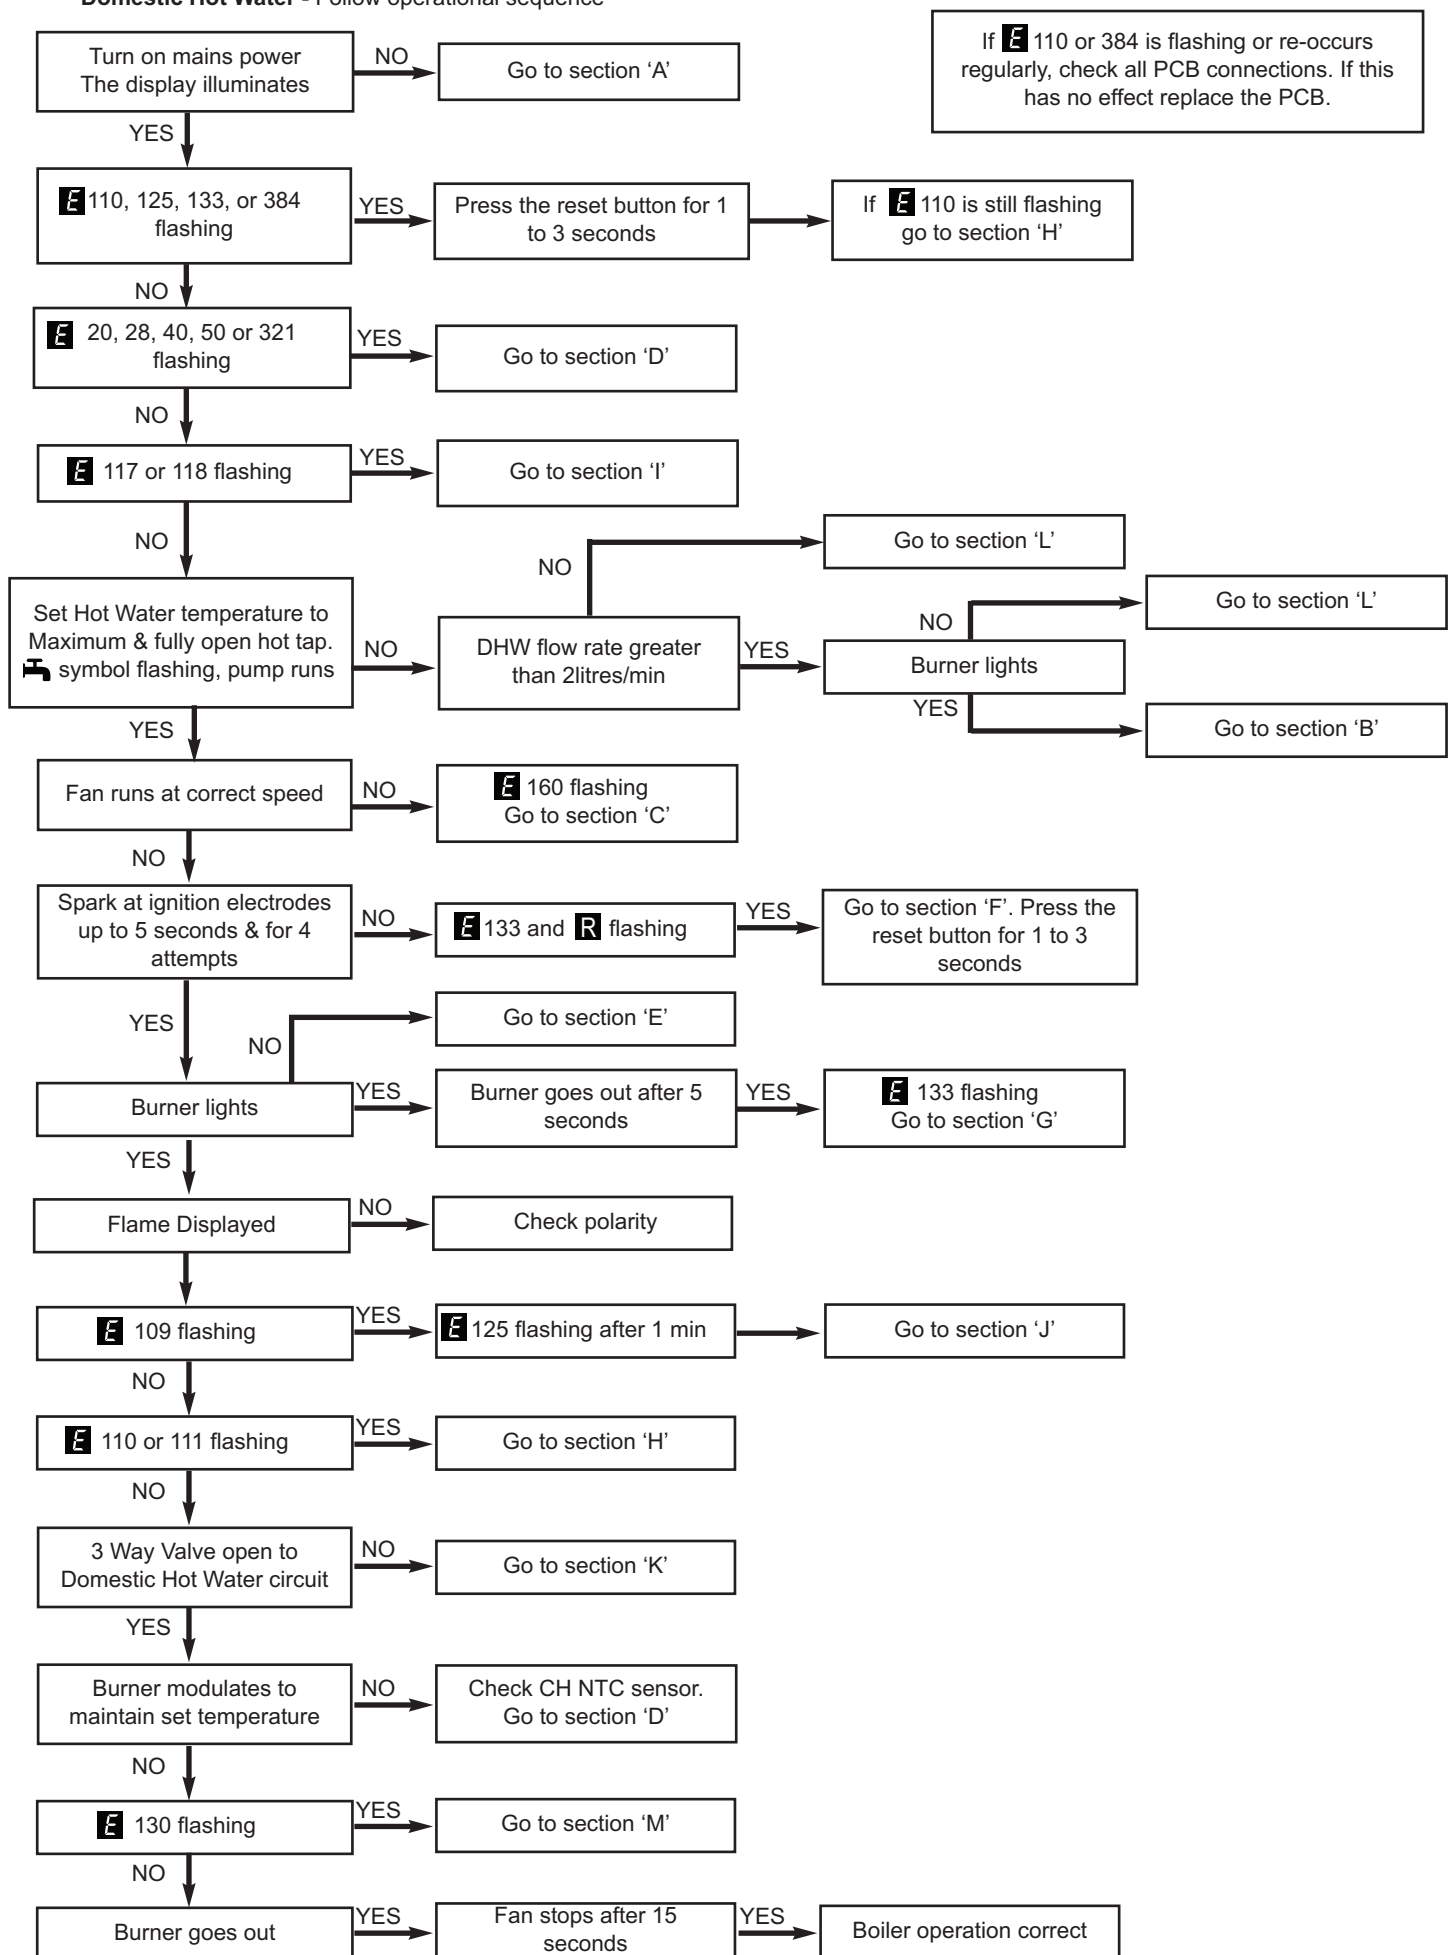 Domestic Hot Water - Follow operational sequence
Turn on mains power
The display illuminates
NO
Go to section ‘A’
If E 110 or 384 is flashing or re-occurs
regularly, check all PCB connections. If this
has no effect replace the PCB.
YES
E 110, 125, 133, or 384
flashing
YES
Press the reset button for 1
to 3 seconds
If E 110 is still flashing
go to section ‘H’
NO
E 20, 28, 40, 50 or 321
flashing
YES
Go to section ‘D’
NO
E 117 or 118 flashing
YES
Go to section ‘I’
NO
Set Hot Water temperature to
Maximum & fully open hot tap.
symbol flashing, pump runs
NO
DHW flow rate greater
than 2litres/min
NO
Go to section ‘L’
YES
Burner lights
NO
Go to section ‘L’
YES
Go to section ‘B’
YES
Fan runs at correct speed
NO
E 160 flashing
Go to section ‘C’
NO
Spark at ignition electrodes
up to 5 seconds & for 4
attempts
NO
E 133 and R flashing
YES
Go to section ‘F’. Press the
reset button for 1 to 3
seconds
YES
NO
Go to section ‘E’
Burner lights
YES
Burner goes out after 5
seconds
YES
E 133 flashing
Go to section ‘G’
YES
Flame Displayed
NO
Check polarity
E 109 flashing
YES
E 125 flashing after 1 min
Go to section ‘J’
NO
E 110 or 111 flashing
YES
Go to section ‘H’
NO
3 Way Valve open to
Domestic Hot Water circuit
NO
Go to section ‘K’
YES
Burner modulates to
maintain set temperature
NO
Check CH NTC sensor.
Go to section ‘D’
NO
E 130 flashing
YES
Go to section ‘M’
NO
Burner goes out
YES
Fan stops after 15
seconds
YES
Boiler operation correct